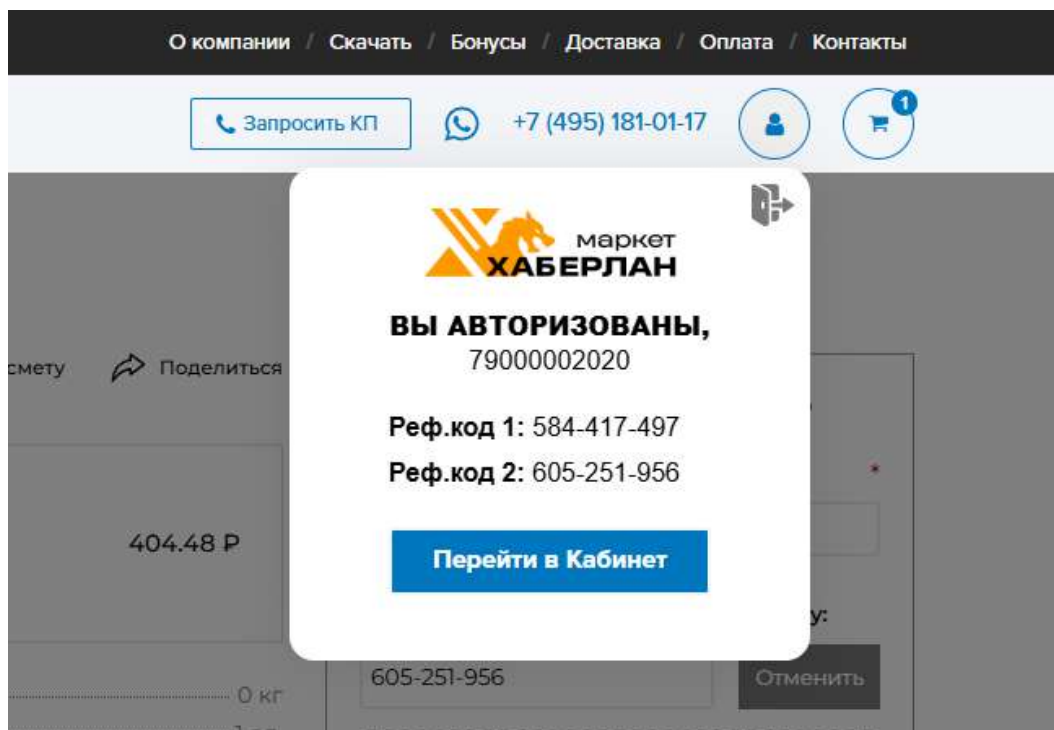 О компании / Скачать / Бонусы / Доставка / Оплата / Контакты
Запросить КП
+7 (495) 181-01-17
1
маркет
ХАБЕРЛАН
ВЫ АВТОРИЗОВАНЫ,
79000002020
смету
Поделиться
Реф.код 1: 584-417-497
Реф.код 2: 605-251-956
*
404.48 ₽
Перейти в Кабинет
у:
605-251-956
Отменить
0 кг